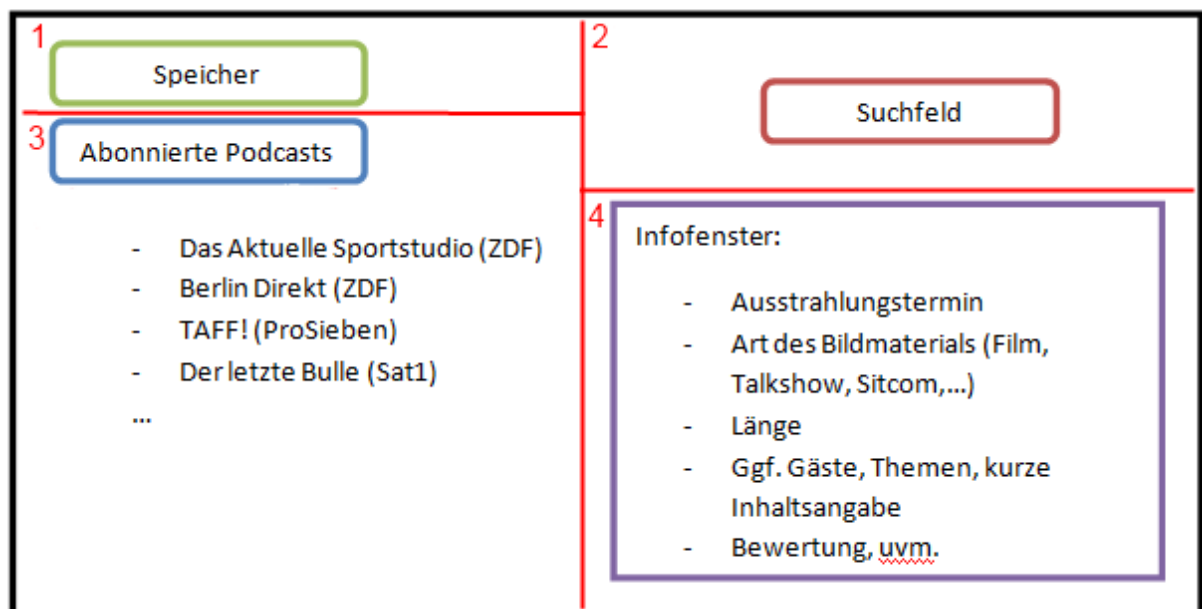 1
Speicher
2
Suchfeld
3
Abonnierte Podcasts
- Das Aktuelle Sportstudio (ZDF)
- Berlin Direkt (ZDF)
- TAFF! (ProSieben)
- Der letzte Bulle (Sat1)
...
4
Infofenster:
- Ausstrahlungstermin
- Art des Bildmaterials (Film,
Talkshow, Sitcom,...)
- Länge
- Ggf. Gäste, Themen, kurze
Inhaltsangabe
- Bewertung, uvm.